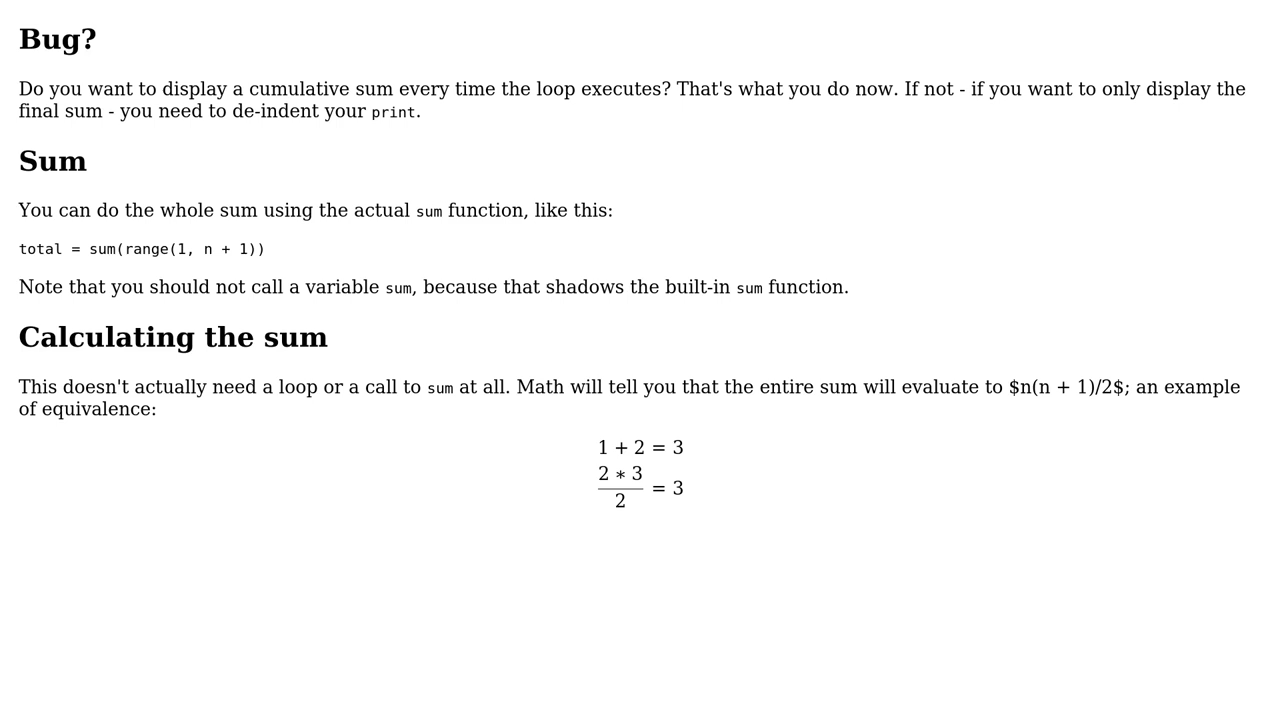 Bug?
Do you want to display a cumulative sum every time the loop executes? That's what you do now. If not - if you want to only display the
final sum - you need to de-indent your print.
Sum
You can do the whole sum using the actual sum function, like this:
total = sum(range(1, n + 1))
Note that you should not call a variable sum, because that shadows the built-in sum function.
Calculating the sum
This doesn't actually need a loop or a call to sum at all. Math will tell you that the entire sum will evaluate to $n(n + 1)/2$; an example
of equivalence:
1 + 2 = 3
2 * 3
2
= 3